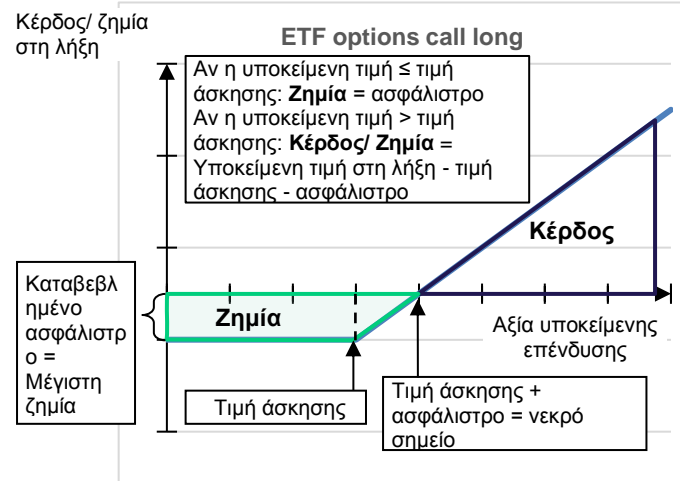 Κέρδος/ ζημία
στη λήξη
ETF options call long
Αν η υποκείμενη τιμή ≤ τιμή
άσκησης: Ζημία = ασφάλιστρο
Αν η υποκείμενη τιμή > τιμή
άσκησης: Κέρδος/ Ζημία =
Υποκείμενη τιμή στη λήξη - τιμή
άσκησης - ασφάλιστρο
Κέρδος
Καταβεβλ
ημένο
ασφάλιστρ
ο =
Μέγιστη
ζημία
Ζημία
Αξία υποκείμενης
επένδυσης
Τιμή άσκησης
Τιμή άσκησης +
ασφάλιστρο = νεκρό
σημείο